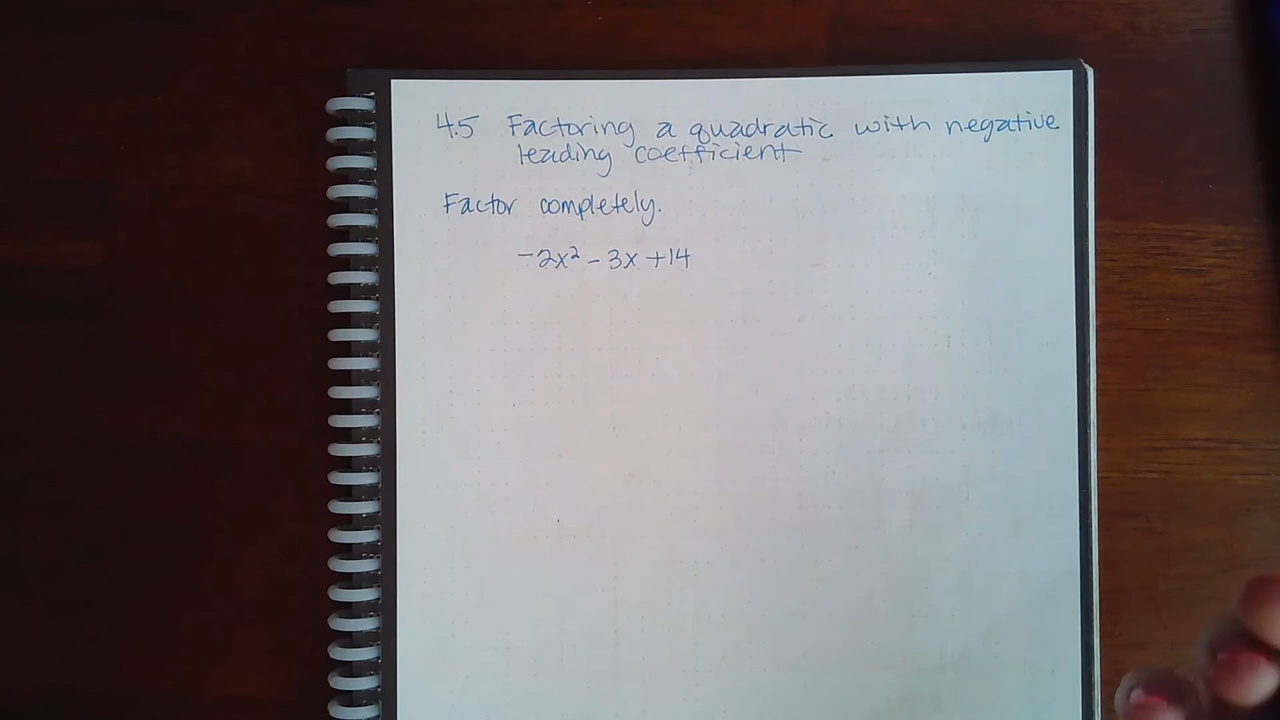 4.5 Factoring a quadratic with negative
leading coefficient
Factor completely.
-2x² - 3x + 14